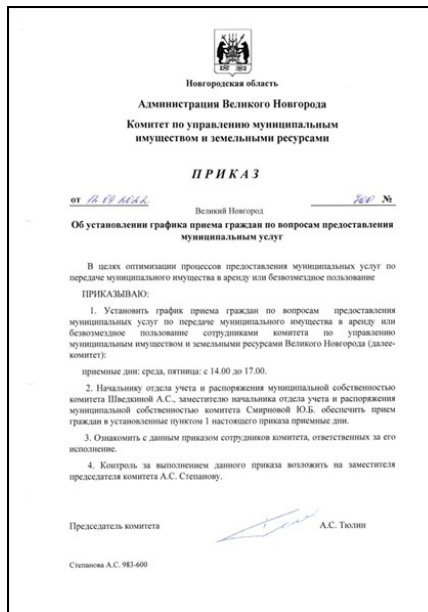 Новгородская область
Администрация Великого Новгорода
Комитет по управлению муниципальным
имуществом и земельными ресурсами
ПРИКАЗ
от 12.09.2022 №
Великий Новгород
Об установлении графика приема граждан по вопросам предоставления
муниципальным услуг
В целях оптимизации процессов предоставления муниципальных услуг по
передаче муниципального имущества в аренду или безвозмездное пользование
ПРИКАЗЫВАЮ:
1. Установить график приема граждан по вопросам предоставления
муниципальных услуг по передаче муниципального имущества в аренду или
безвозмездное пользование сотрудниками комитета по управлению
муниципальным имуществом и земельными ресурсами Великого Новгорода (далее-
комитет):
приемные дни: среда, пятница: с 14.00 до 17.00.
2. Начальнику отдела учета и распоряжения муниципальной собственностью
комитета Шведкиной А.С., заместителю начальника отдела учета и распоряжения
муниципальной собственностью комитета Смирновой Ю.Б. обеспечить прием
граждан в установленные пунктом 1 настоящего приказа приемные дни.
3. Ознакомить с данным приказом сотрудников комитета, ответственных за его
исполнение.
4. Контроль за выполнением данного приказа возложить на заместителя
председателя комитета А.С. Степанову.
Председатель комитета А.С. Тюлин
Степанова А.С. 983-600